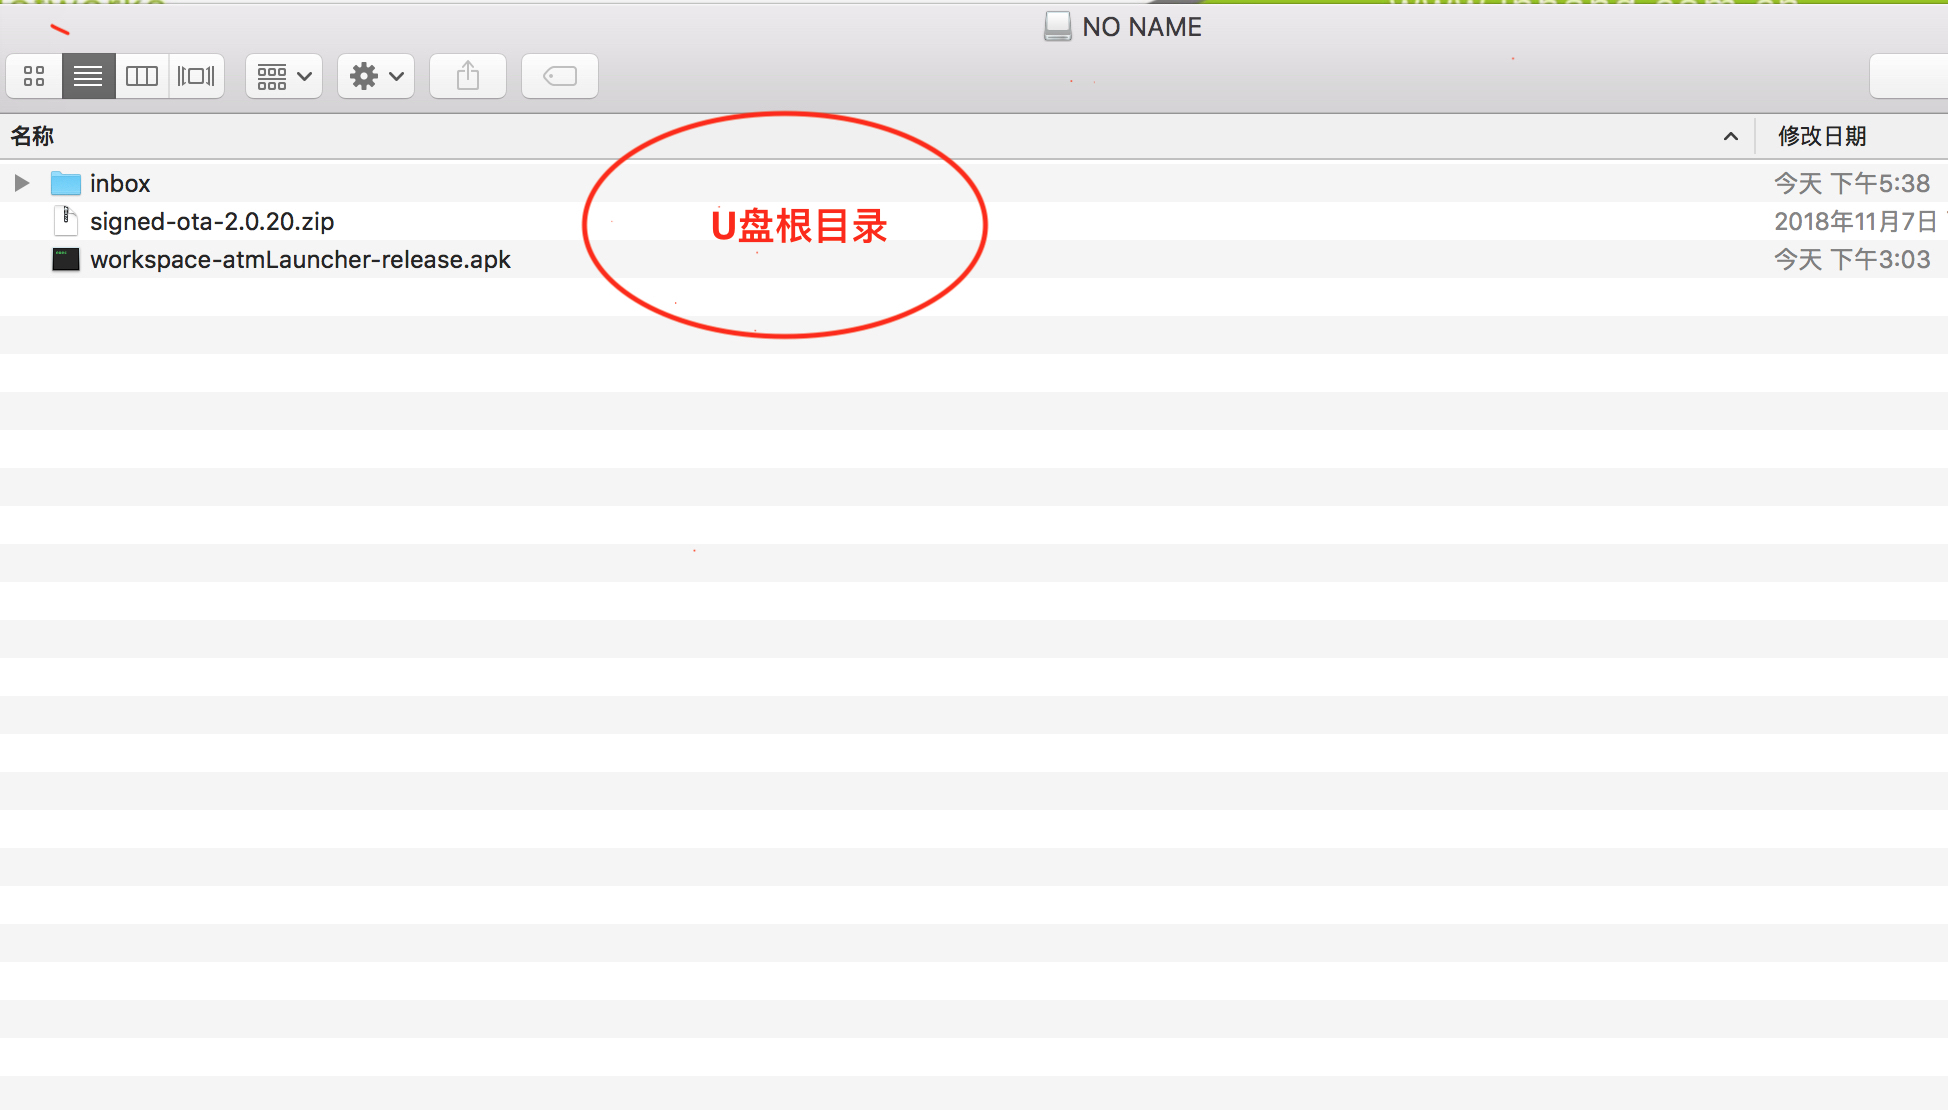 NO NAME
名称 修改日期
inbox 今天 下午5:38
signed-ota-2.0.20.zip 2018年11月7日
workspace-atmLauncher-release.apk 今天 下午3:03
U盘根目录